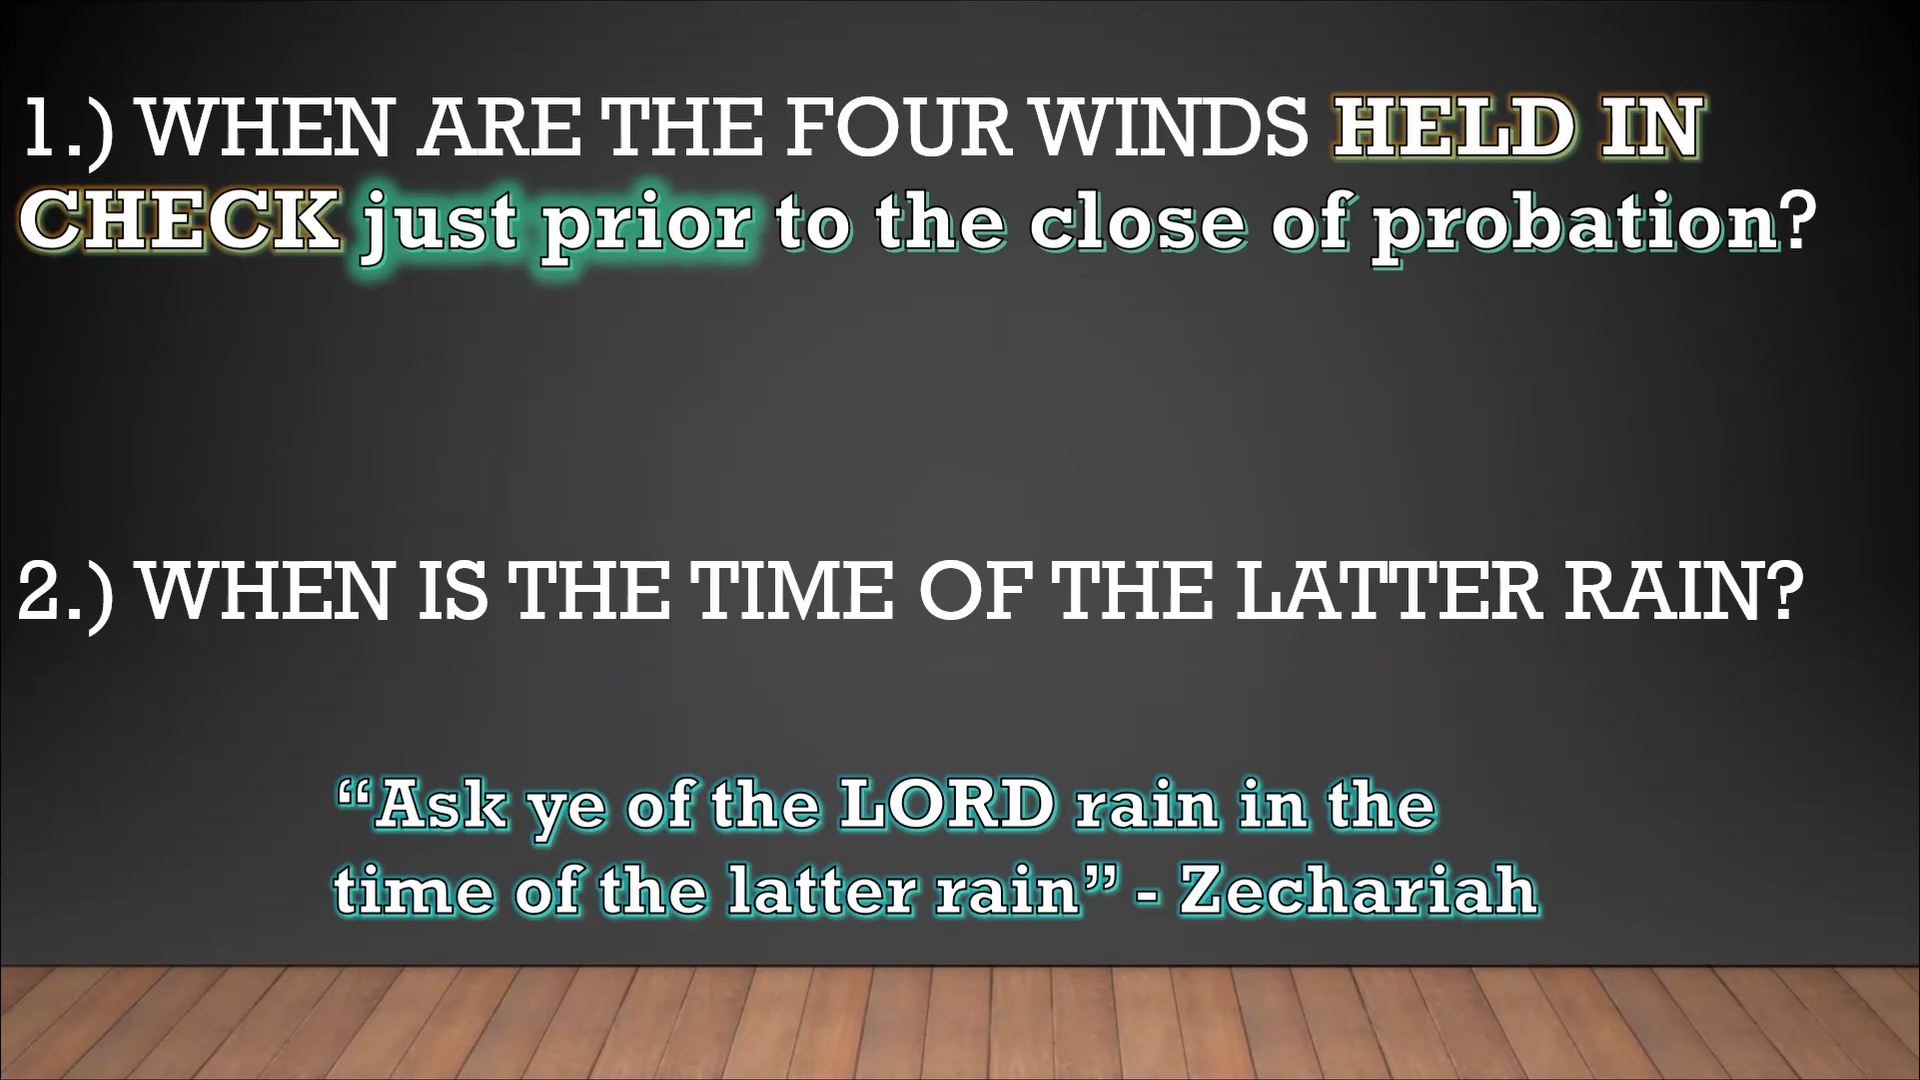 1.) WHEN ARE THE FOUR WINDS HELD IN
CHECK just prior to the close of probation?
2.) WHEN IS THE TIME OF THE LATTER RAIN?
“Ask ye of the LORD rain in the
time of the latter rain” - Zechariah